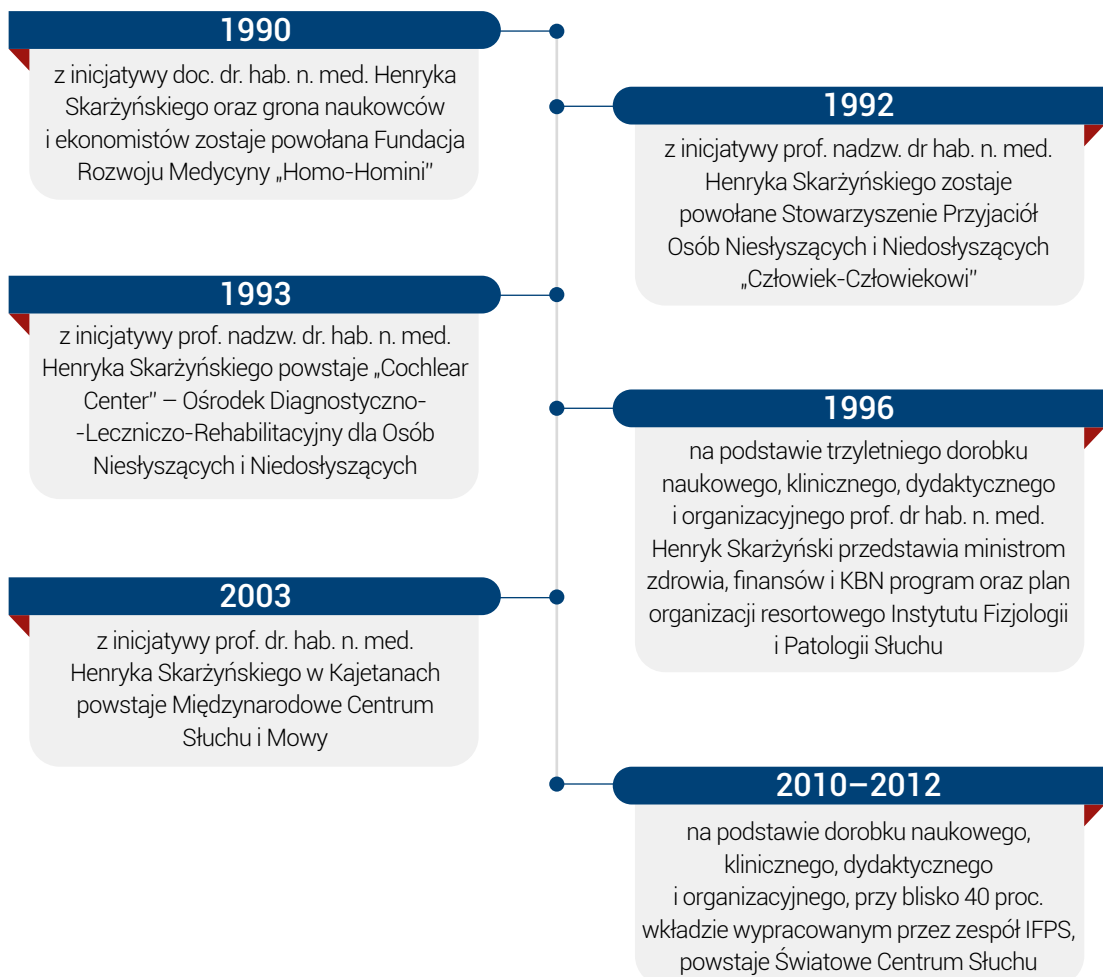 1990
z inicjatywy doc. dr. hab. n. med. Henryka
Skarżyńskiego oraz grona naukowców
i ekonomistów zostaje powołana Fundacja
Rozwoju Medycyny „Homo-Homini”
1992
z inicjatywy prof. nadzw. dr hab. n. med.
Henryka Skarżyńskiego zostaje
powołane Stowarzyszenie Przyjaciół
Osób Niesłyszących i Niedosłyszących
„Człowiek-Człowiekowi”
1993
z inicjatywy prof. nadzw. dr. hab. n. med.
Henryka Skarżyńskiego powstaje „Cochlear
Center” – Ośrodek Diagnostyczno-
-Leczniczo-Rehabilitacyjny dla Osób
Niesłyszących i Niedosłyszących
1996
na podstawie trzyletniego dorobku
naukowego, klinicznego, dydaktycznego
i organizacyjnego prof. dr hab. n. med.
Henryk Skarżyński przedstawia ministrom
zdrowia, finansów i KBN program oraz plan
organizacji resortowego Instytutu Fizjologii
i Patologii Słuchu
2003
z inicjatywy prof. dr. hab. n. med.
Henryka Skarżyńskiego w Kajetanach
powstaje Międzynarodowe Centrum
Słuchu i Mowy
2010–2012
na podstawie dorobku naukowego,
klinicznego, dydaktycznego
i organizacyjnego, przy blisko 40 proc.
wkładzie wypracowanym przez zespół IFPS,
powstaje Światowe Centrum Słuchu